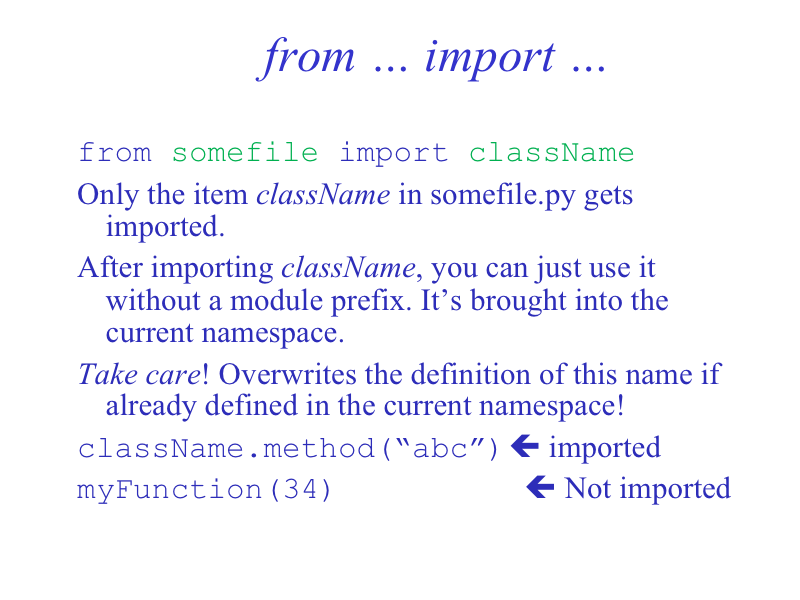 from … import …
from somefile import className
Only the item className in somefile.py gets
imported.
After importing className, you can just use it
without a module prefix. It’s brought into the
current namespace.
Take care! Overwrites the definition of this name if
already defined in the current namespace!
className.method(“abc”) 🡸 imported
myFunction(34) 🡸 Not imported